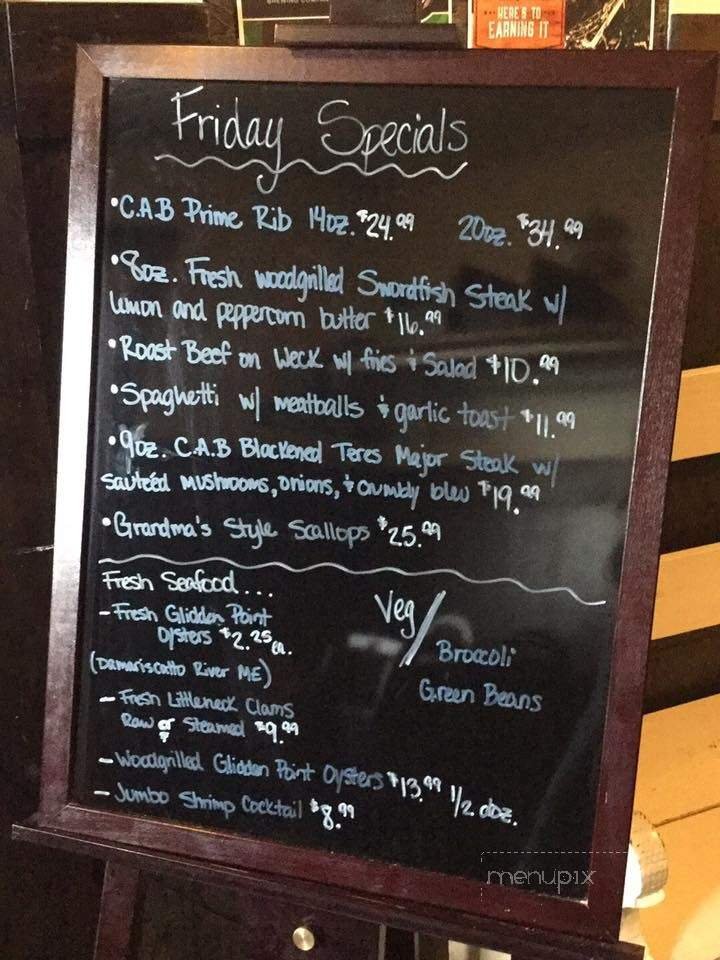 BREWING COMPANY
HERE'S TO
EARNING IT
Friday Specials
•C.A.B Prime Rib 14oz. $24.99 20oz. $34.99
•8oz. Fresh woodgrilled Swordfish Steak w/
lemon and peppercorn butter $16.99
•Roast Beef on Weck w/ fries & Salad $10.99
•Spaghetti w/ meatballs & garlic toast $11.99
•9oz. C.A.B Blackened Teres Major Steak w/
sautéed mushrooms, onions, & crumbly bleu $19.99
•Grandma's Style Scallops $25.99
Fresh Seafood...
- Fresh Glidden Point
Oysters $2.25 ea.
(Damariscatto River ME)
- Fresh Littleneck Clams
Raw or Steamed $9.99
- Woodgrilled Glidden Point Oysters $13.99 1/2 doz.
- Jumbo Shrimp Cocktail $8.99
Veg/
Broccoli
Green Beans
menupix